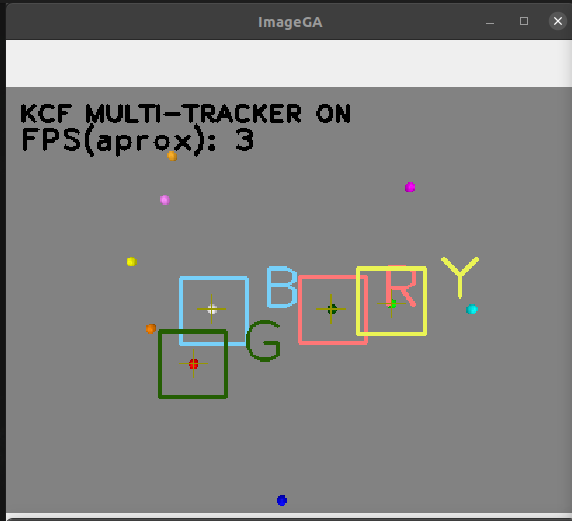 ImageGA
KCF MULTI-TRACKER ON
FPS(aprox): 3
B
R
Y
G